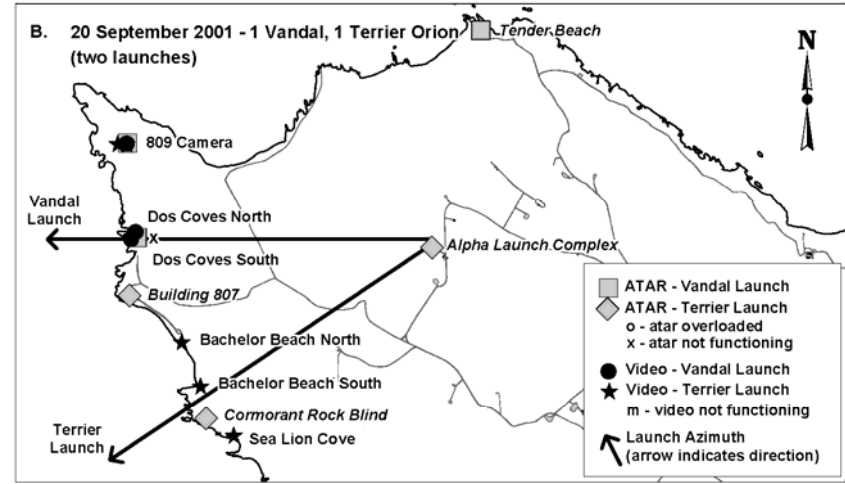 B. 20 September 2001 - 1 Vandal, 1 Terrier Orion
(two launches)
Tender Beach
N
809 Camera
Vandal
Launch
Dos Coves North
x
Dos Coves South
Alpha Launch Complex
Building 807
Bachelor Beach North
Bachelor Beach South
Cormorant Rock Blind
Sea Lion Cove
Terrier
Launch
ATAR - Vandal Launch
ATAR - Terrier Launch
o - atar overloaded
x - atar not functioning
Video - Vandal Launch
Video - Terrier Launch
m - video not functioning
Launch Azimuth
(arrow indicates direction)